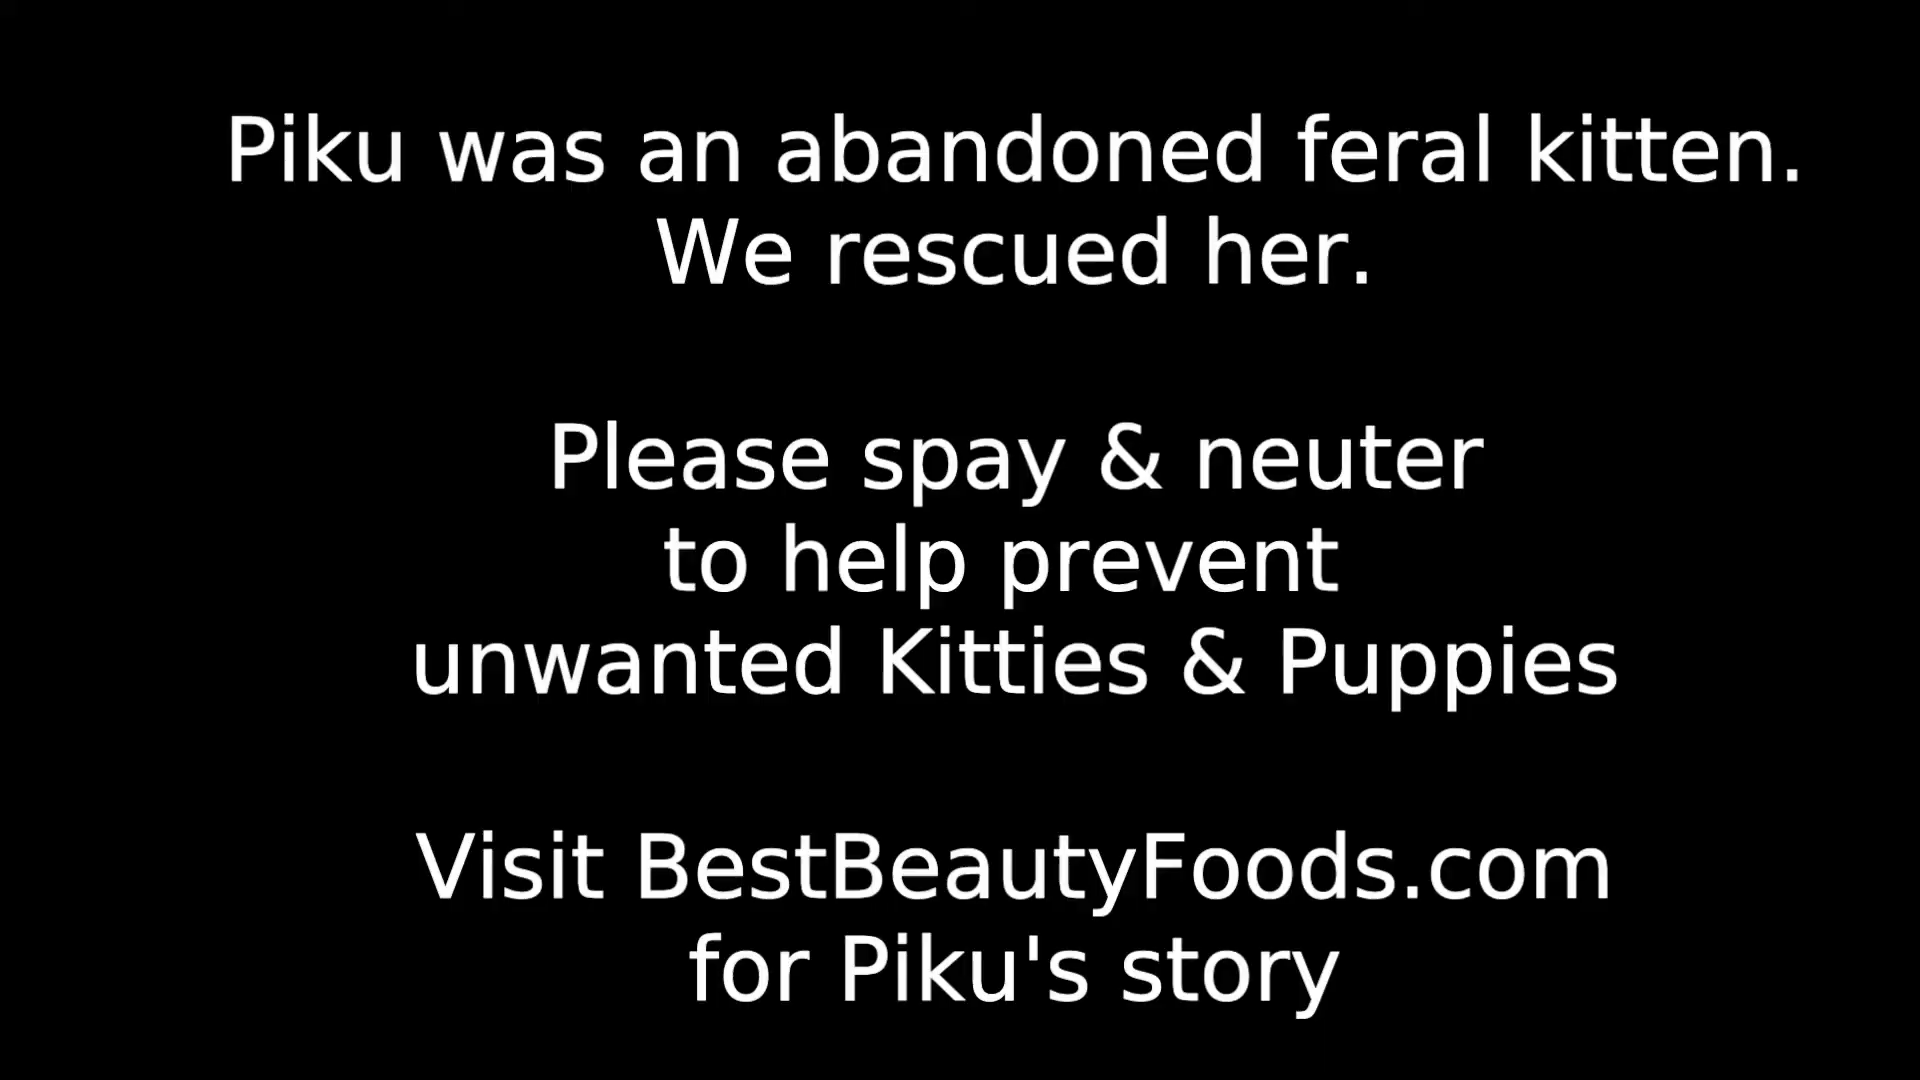 Piku was an abandoned feral kitten.
We rescued her.
Please spay & neuter
to help prevent
unwanted Kitties & Puppies
Visit BestBeautyFoods.com
for Piku's story